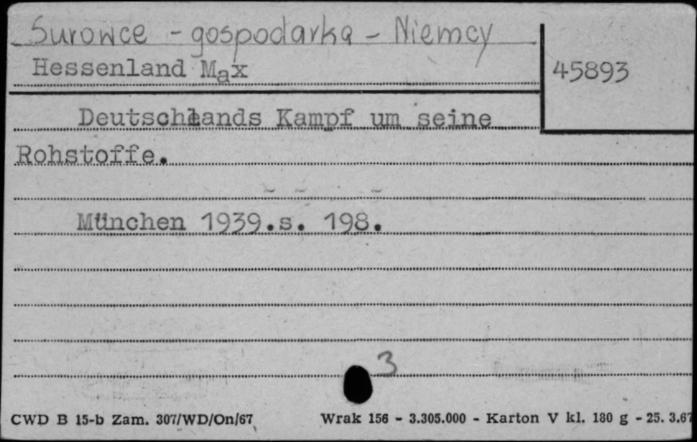 Surowce - gospodarka - Niemcy
Hessenland Max
45893
Deutschlands Kampf um seine
Rohstoffe.
München 1939.s. 198.
3
CWD B 15-b Zam. 307/WD/On/67 Wrak 156 - 3.305.000 - Karton V kl. 180 g - 25. 3.67